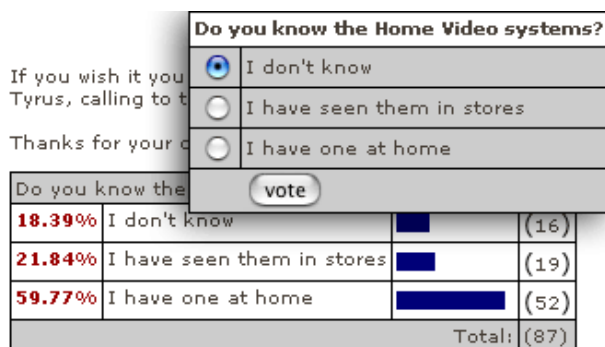 Do you know the Home Video systems?
I don't know
I have seen them in stores
I have one at home
vote
If you wish it you
Tyrus, calling to
Thanks for your
Do you know the
18.39% I don't know (16)
21.84% I have seen them in stores (19)
59.77% I have one at home (52)
Total: (87)